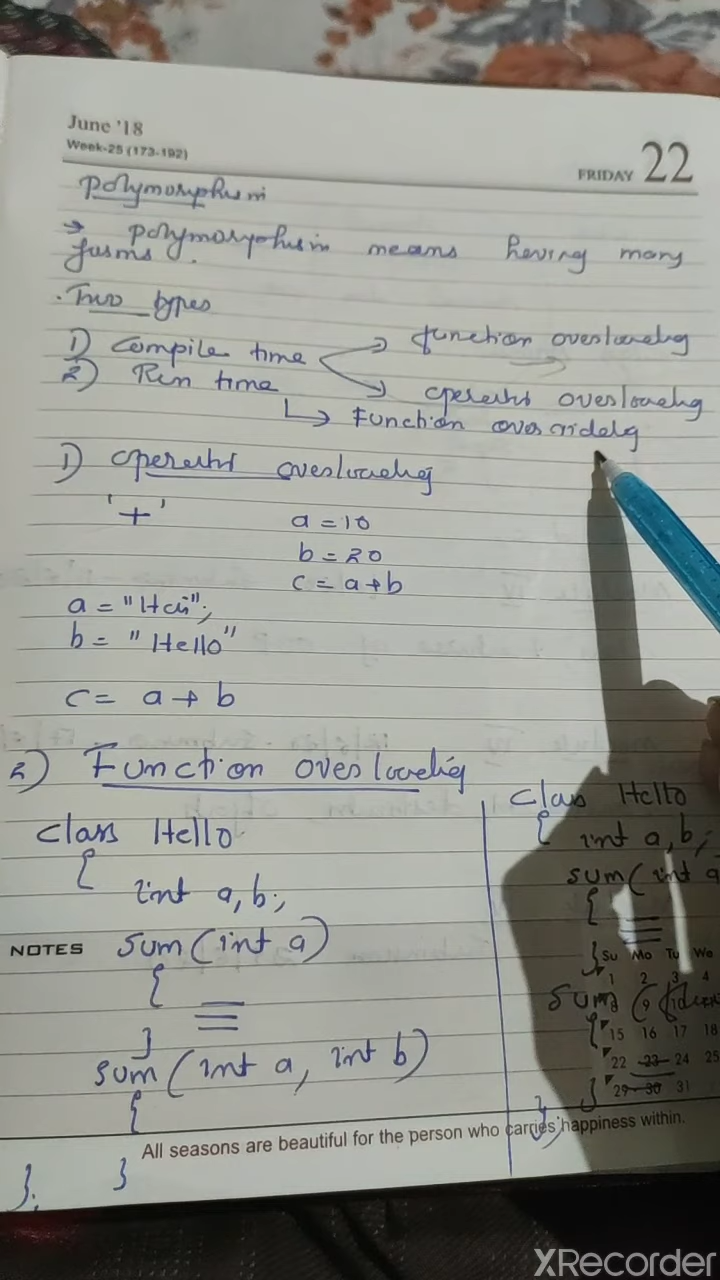 June '18
Week-25 (173-192)
FRIDAY 22
polymorphism
→ polymorphism means having many
forms.
. Two types
1) Compile time → function overloading
→ operator overloading
2) Run time
↳ Function overriding
1) operator overloading
'+'
a = 10
b = 20
c = a+b
a = "Hai";
b = "Hello"
c = a + b
2) Function overloading
class Hello
{
int a, b;
sum (int a)
{
}
sum (int a, int b)
{
}
};
class Hello
{ int a, b;
sum ( int a
{
}
sum (
{
}
};
NOTES
Su Mo Tu We
1 2 3 4
8 9
15 16 17 18
22 23 24 25
29 30 31
All seasons are beautiful for the person who carries happiness within.
XRecorder